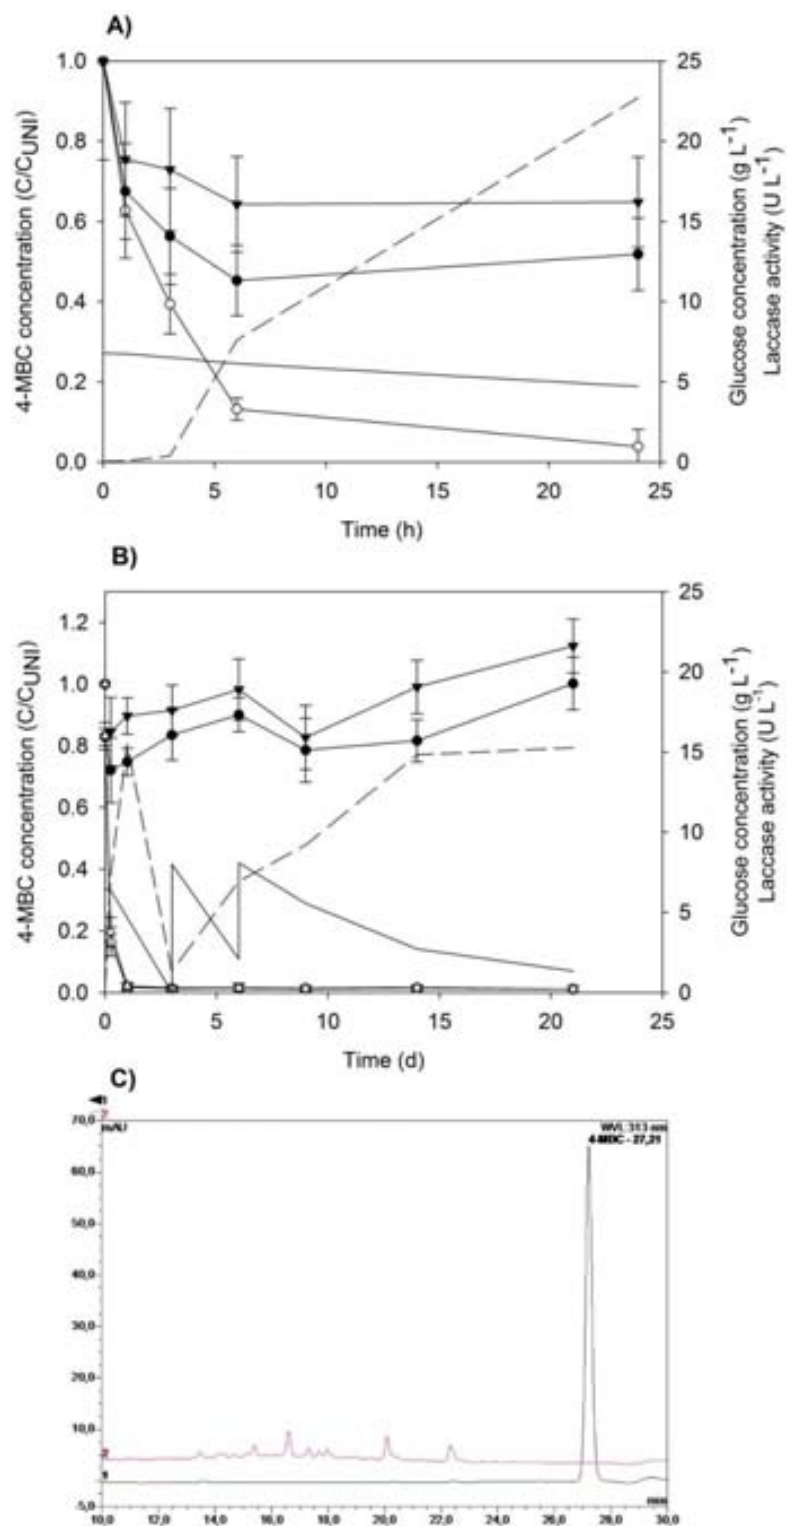 A)
4-MBC concentration (C/CUNI)
1.0
0.8
0.6
0.4
0.2
0.0
25
20
15
10
5
0
Glucose concentration (g L-1)
Laccase activity (U L-1)
0 5 10 15 20 25
Time (h)
B)
4-MBC concentration (C/CUNI)
1.2
1.0
0.8
0.6
0.4
0.2
0.0
25
20
15
10
5
0
Glucose concentration (g L-1)
Laccase activity (U L-1)
0 5 10 15 20 25
Time (d)
C)
70,0
mAU
WVL:313 nm
4-MBC - 27,21
60,0
50,0
40,0
30,0
20,0
10,0
2
1
-5,0
min
10,0 12,0 14,0 16,0 18,0 20,0 22,0 24,0 26,0 28,0 30,0